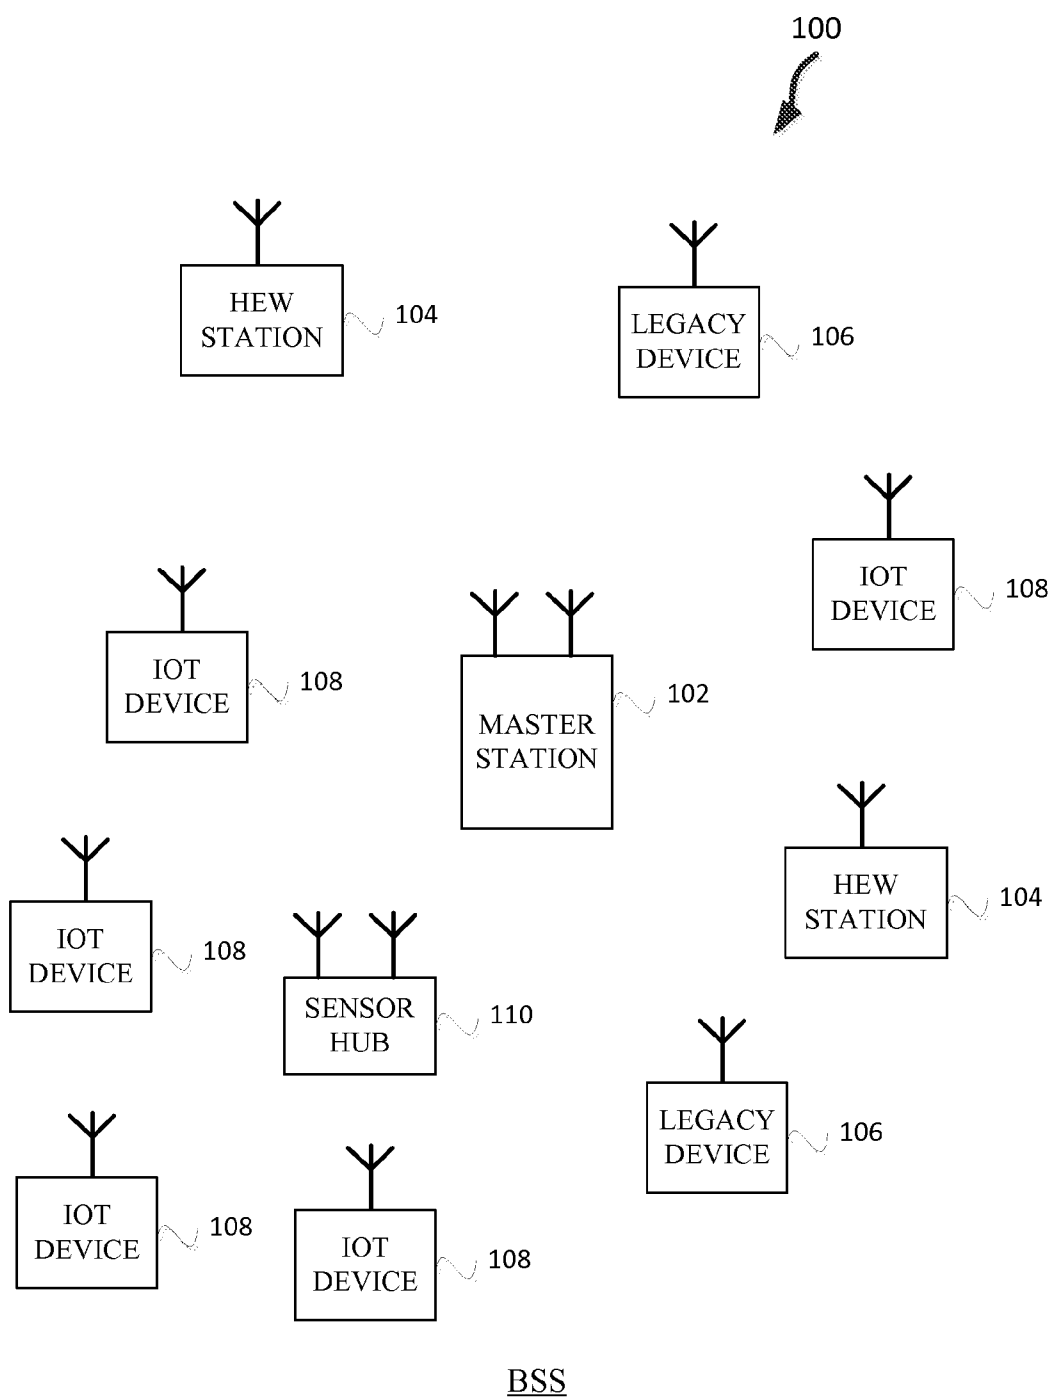 100
HEW
STATION
104
LEGACY
DEVICE
106
IOT
DEVICE
108
IOT
DEVICE
108
MASTER
STATION
102
HEW
STATION
104
IOT
DEVICE
108
SENSOR
HUB
110
LEGACY
DEVICE
106
IOT
DEVICE
108
IOT
DEVICE
108
BSS